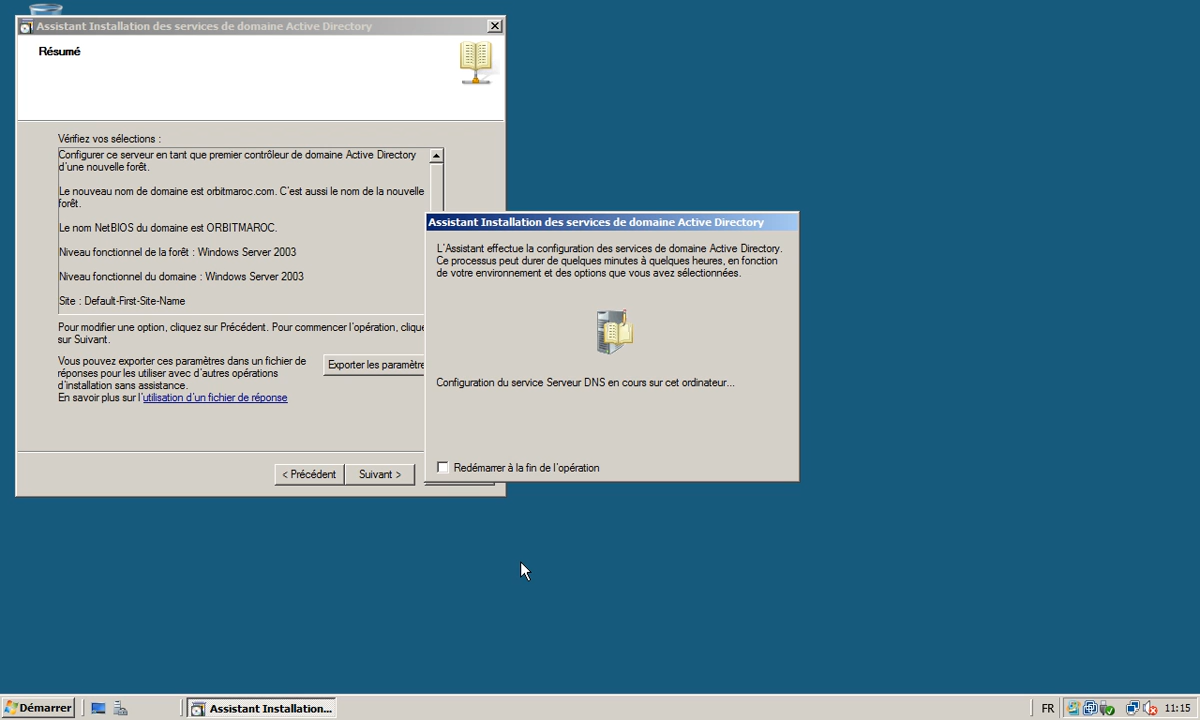 Assistant Installation des services de domaine Active Directory
Résumé
Vérifiez vos sélections :
Configurer ce serveur en tant que premier contrôleur de domaine Active Directory
d'une nouvelle forêt.
Le nouveau nom de domaine est orbitmaroc.com. C'est aussi le nom de la nouvelle
forêt.
Le nom NetBIOS du domaine est ORBITMAROC.
Niveau fonctionnel de la forêt : Windows Server 2003
Niveau fonctionnel du domaine : Windows Server 2003
Site : Default-First-Site-Name
Pour modifier une option, cliquez sur Précédent. Pour commencer l'opération, clique
sur Suivant.
Vous pouvez exporter ces paramètres dans un fichier de
réponses pour les utiliser avec d'autres opérations
d'installation sans assistance.
En savoir plus sur l'utilisation d'un fichier de réponse
Exporter les paramètre
< Précédent
Suivant >
Assistant Installation des services de domaine Active Directory
L'Assistant effectue la configuration des services de domaine Active Directory.
Ce processus peut durer de quelques minutes à quelques heures, en fonction
de votre environnement et des options que vous avez sélectionnées.
Configuration du service Serveur DNS en cours sur cet ordinateur...
Redémarrer à la fin de l'opération
Démarrer
Assistant Installation...
FR
11:15